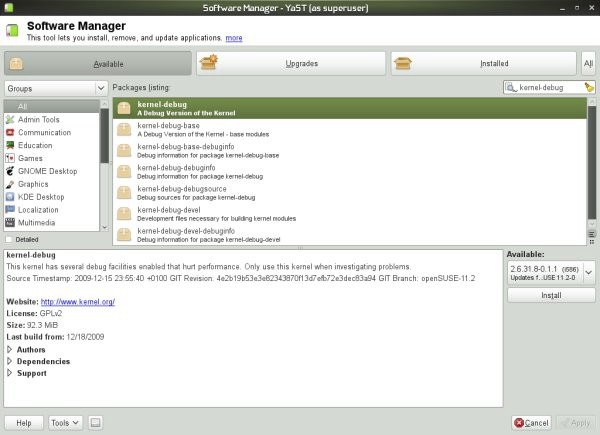 Software Manager - YaST (as superuser)
Software Manager
This tool lets you install, remove, and update applications. more
Available
Upgrades
Installed
All
Groups
Packages listing:
kernel-debug
All
Admin Tools
Communication
Education
Games
GNOME Desktop
Graphics
KDE Desktop
Localization
Multimedia
Detailed
kernel-debug
A Debug Version of the Kernel
kernel-debug-base
A Debug Version of the Kernel - base modules
kernel-debug-base-debuginfo
Debug information for package kernel-debug-base
kernel-debug-debuginfo
Debug information for package kernel-debug
kernel-debug-debugsource
Debug sources for package kernel-debug
kernel-debug-devel
Development files necessary for building kernel modules
kernel-debug-devel-debuginfo
Debug information for package kernel-debug-devel
kernel-debug
This kernel has several debug facilities enabled that hurt performance. Only use this kernel when investigating problems.
Source Timestamp: 2009-12-15 23:55:40 +0100 GIT Revision: 4e2b19b53e3e82343870f13d7efb72e3dec83a94 GIT Branch: openSUSE-11.2
Website: http://www.kernel.org/
License: GPLv2
Size: 92.3 MiB
Last build from: 12/18/2009
Authors
Dependencies
Support
Available:
2.6.31.8-0.1.1 (i586)
Updates f...USE 11.2-0
Install
Help
Tools
Cancel
Apply